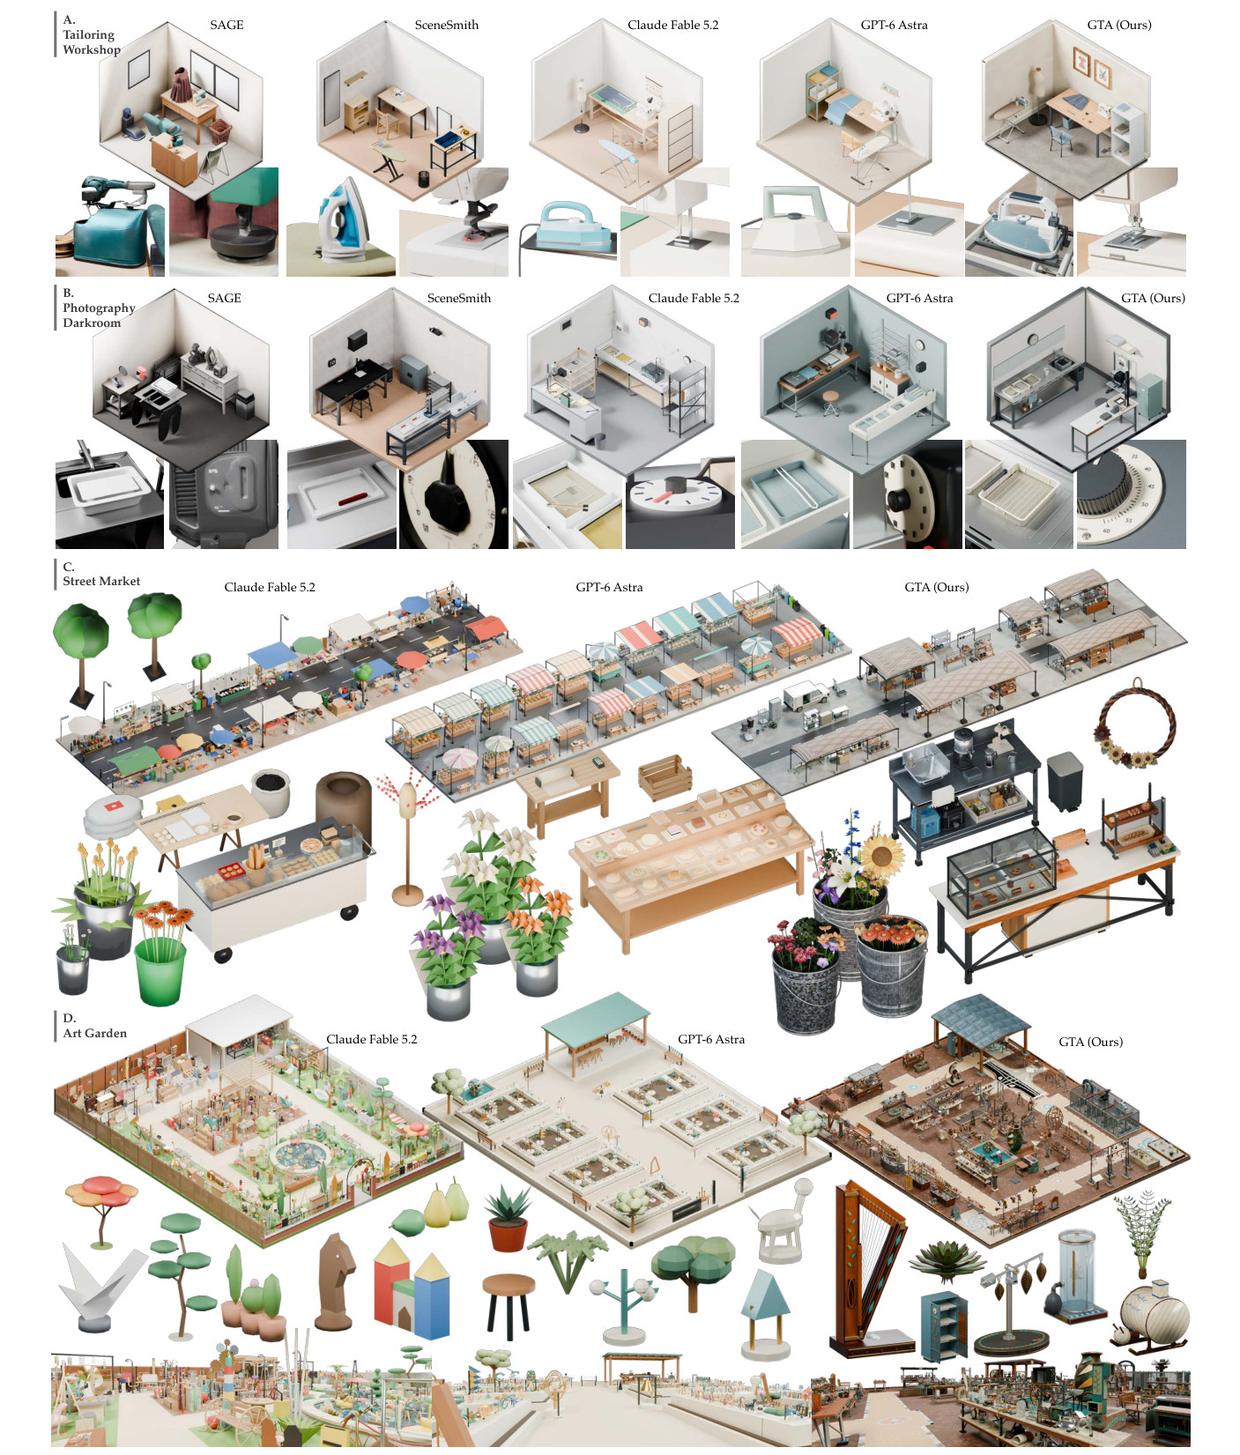 A.
Tailoring
Workshop
SAGE
SceneSmith
Claude Fable 5.2
GPT-6 Astra
GTA (Ours)
B.
Photography
Darkroom
SAGE
SceneSmith
Claude Fable 5.2
GPT-6 Astra
GTA (Ours)
C.
Street Market
Claude Fable 5.2
GPT-6 Astra
GTA (Ours)
D.
Art Garden
Claude Fable 5.2
GPT-6 Astra
GTA (Ours)